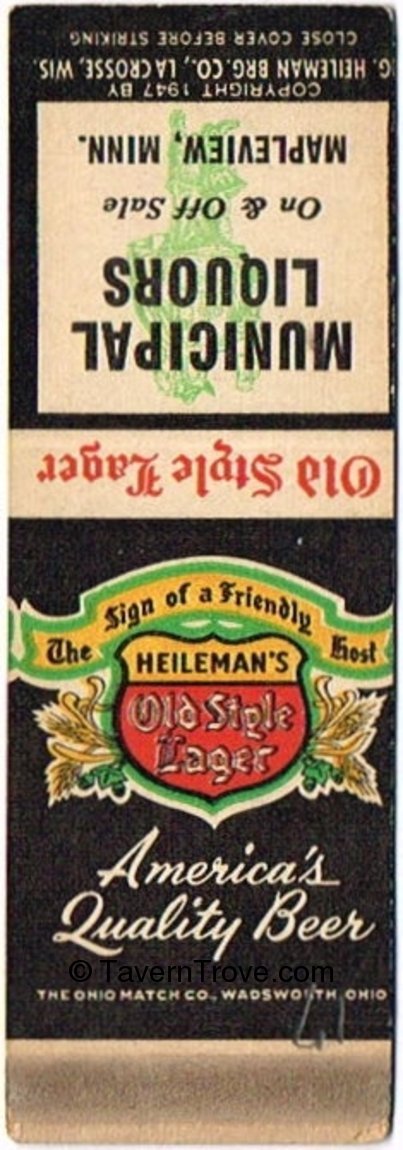 MUNICIPAL
LIQUORS
On & Off Sale
MAPLEVIEW, MINN.
COPYRIGHT 1947 BY
G. HEILEMAN BRG. CO., LA CROSSE, WIS.
CLOSE COVER BEFORE STRIKING
Old Style Lager
The Sign of a Friendly Host
HEILEMAN'S
Old Style
Lager
America's
Quality Beer
© TavernTrove.com
THE OHIO MATCH CO., WADSWORTH, OHIO
47